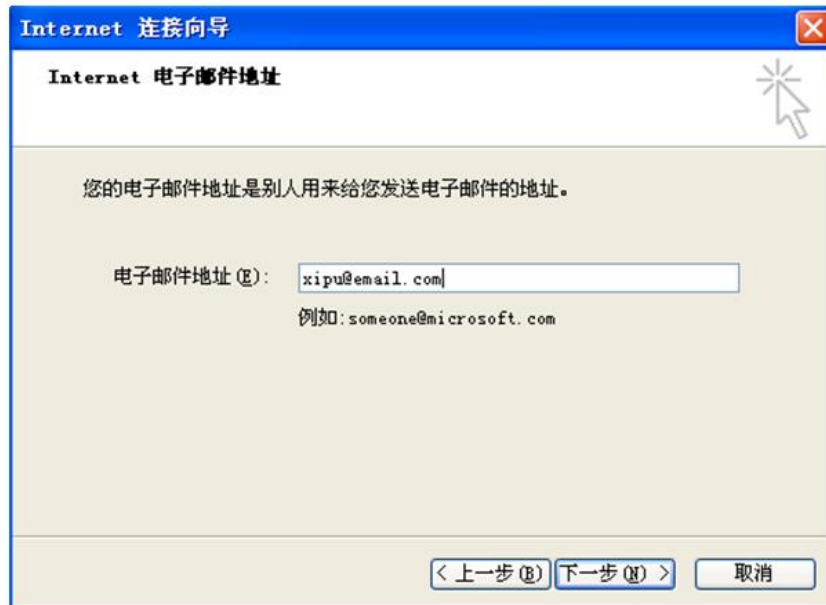 Internet 连接向导
Internet 电子邮件地址
您的电子邮件地址是别人用来给您发送电子邮件的地址。
电子邮件地址(E): xipu@email.com
例如:someone@microsoft.com
< 上一步(B) 下一步(N) > 取消